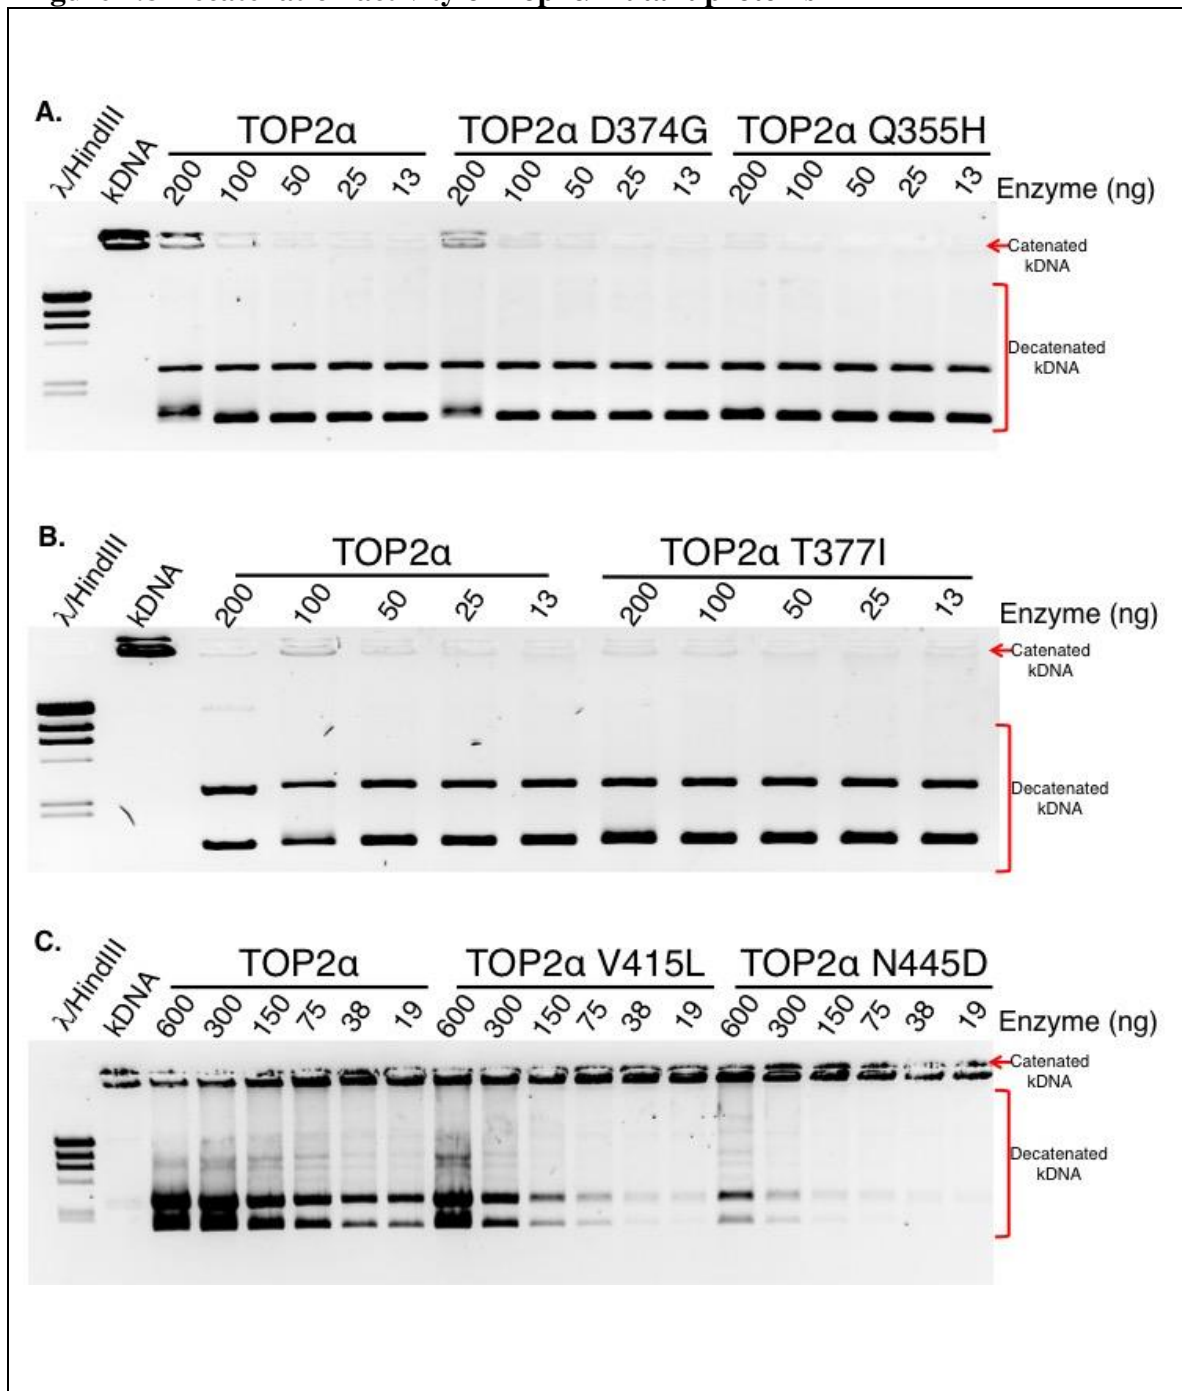 A.
λ/HindIII kDNA TOP2α TOP2α D374G TOP2α Q355H
200 100 50 25 13 200 100 50 25 13 200 100 50 25 13 Enzyme (ng)
Catenated
kDNA
Decatenated
kDNA
B.
λ/HindIII kDNA TOP2α TOP2α T377I
200 100 50 25 13 200 100 50 25 13 Enzyme (ng)
Catenated
kDNA
Decatenated
kDNA
C.
λ/HindIII kDNA TOP2α TOP2α V415L TOP2α N445D
600 300 150 75 38 19 600 300 150 75 38 19 600 300 150 75 38 19 Enzyme (ng)
Catenated
kDNA
Decatenated
kDNA